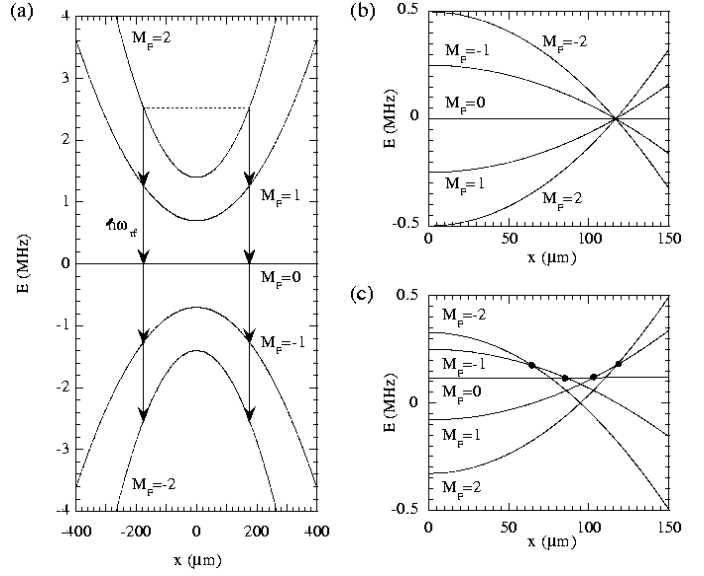 (a)
4
3
2
1
0
-1
-2
-3
-4
E (MHz)
M_F=2
M_F=1
ℏω_rf
M_F=0
M_F=-1
M_F=-2
-400 -200 0 200 400
x (μm)
(b)
0.5
0
-0.5
E (MHz)
M_F=-2
M_F=-1
M_F=0
M_F=1
M_F=2
0 50 100 150
x (μm)
(c)
0.5
0
-0.5
E (MHz)
M_F=-2
M_F=-1
M_F=0
M_F=1
M_F=2
0 50 100 150
x (μm)